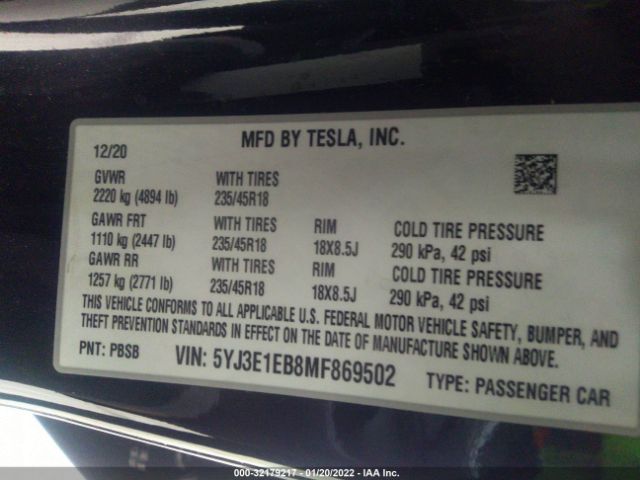 MFD BY TESLA, INC.
12/20
GVWR WITH TIRES
2220 kg (4894 lb) 235/45R18
GAWR FRT WITH TIRES RIM COLD TIRE PRESSURE
1110 kg (2447 lb) 235/45R18 18X8.5J 290 kPa, 42 psi
GAWR RR WITH TIRES RIM COLD TIRE PRESSURE
1257 kg (2771 lb) 235/45R18 18X8.5J 290 kPa, 42 psi
THIS VEHICLE CONFORMS TO ALL APPLICABLE U.S. FEDERAL MOTOR VEHICLE SAFETY, BUMPER, AND
THEFT PREVENTION STANDARDS IN EFFECT ON THE DATE OF MANUFACTURE SHOWN ABOVE.
PNT: PBSB VIN: 5YJ3E1EB8MF869502 TYPE: PASSENGER CAR
000-32179217 - 01/20/2022 - IAA Inc.